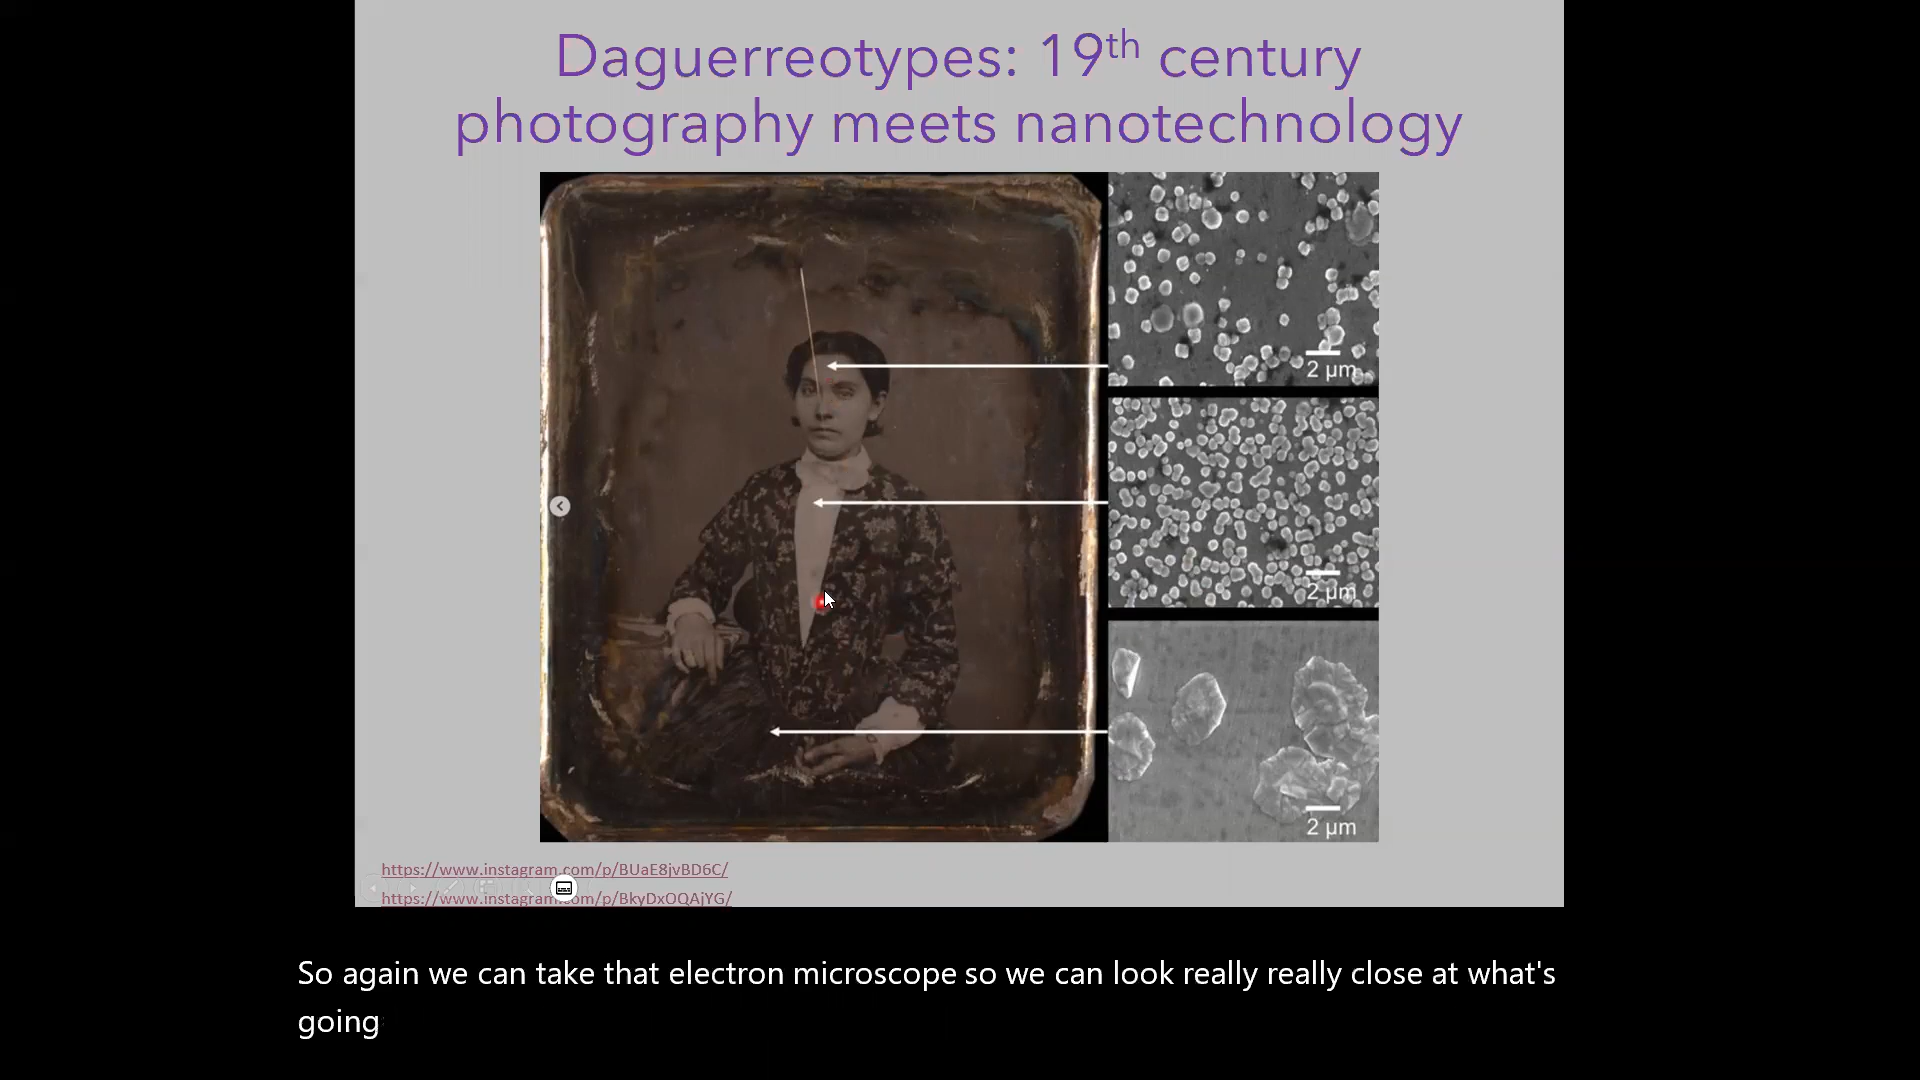 Daguerreotypes: 19th century
photography meets nanotechnology
2 µm
2 µm
2 µm
https://www.instagram.com/p/BUaE8jvBD6C/
https://www.instagram.com/p/BkyDxOQAjYG/
So again we can take that electron microscope so we can look really really close at what's
going